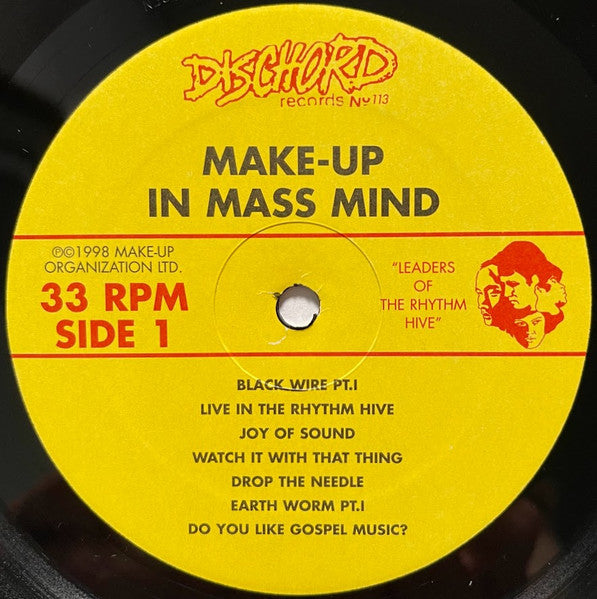 DISCHORD
records No 113
MAKE-UP
IN MASS MIND
℗©1998 MAKE-UP
ORGANIZATION LTD.
33 RPM
SIDE 1
"LEADERS
OF
THE RHYTHM
HIVE"
BLACK WIRE PT.I
LIVE IN THE RHYTHM HIVE
JOY OF SOUND
WATCH IT WITH THAT THING
DROP THE NEEDLE
EARTH WORM PT.I
DO YOU LIKE GOSPEL MUSIC?